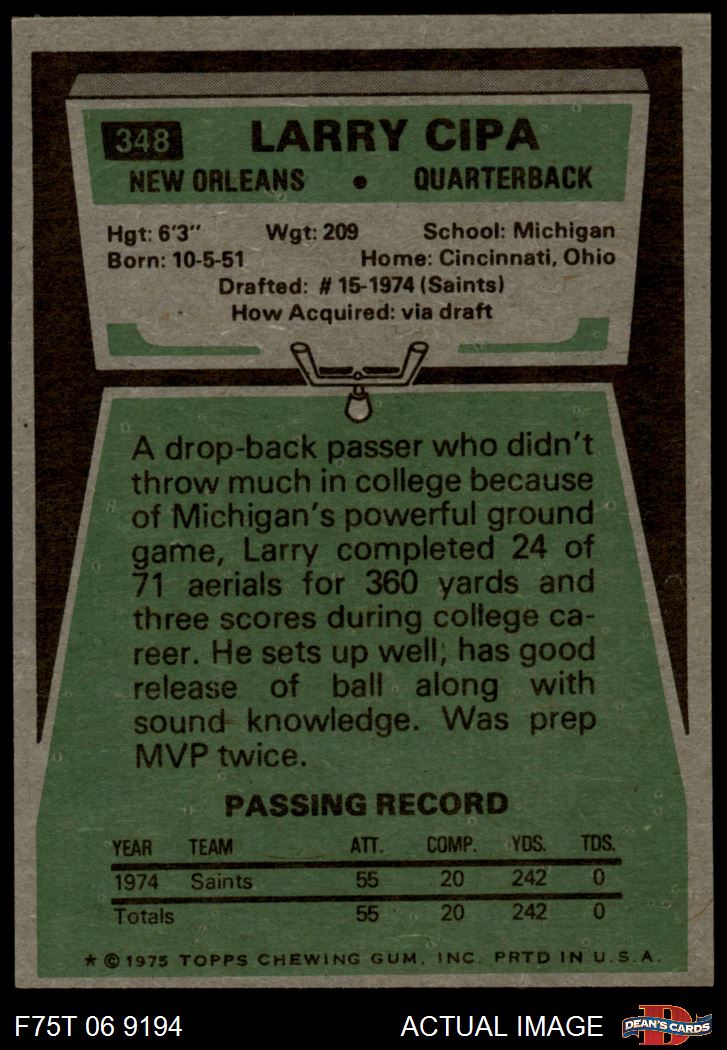 348 LARRY CIPA
NEW ORLEANS • QUARTERBACK
Hgt: 6'3" Wgt: 209 School: Michigan
Born: 10-5-51 Home: Cincinnati, Ohio
Drafted: # 15-1974 (Saints)
How Acquired: via draft
A drop-back passer who didn't
throw much in college because
of Michigan's powerful ground
game, Larry completed 24 of
71 aerials for 360 yards and
three scores during college ca-
reer. He sets up well; has good
release of ball along with
sound knowledge. Was prep
MVP twice.
PASSING RECORD
YEAR TEAM ATT. COMP. YDS. TDS.
1974 Saints 55 20 242 0
Totals 55 20 242 0
* © 1975 TOPPS CHEWING GUM, INC. PRTD IN U.S.A.
F75T 06 9194 ACTUAL IMAGE D DEAN'S CARDS